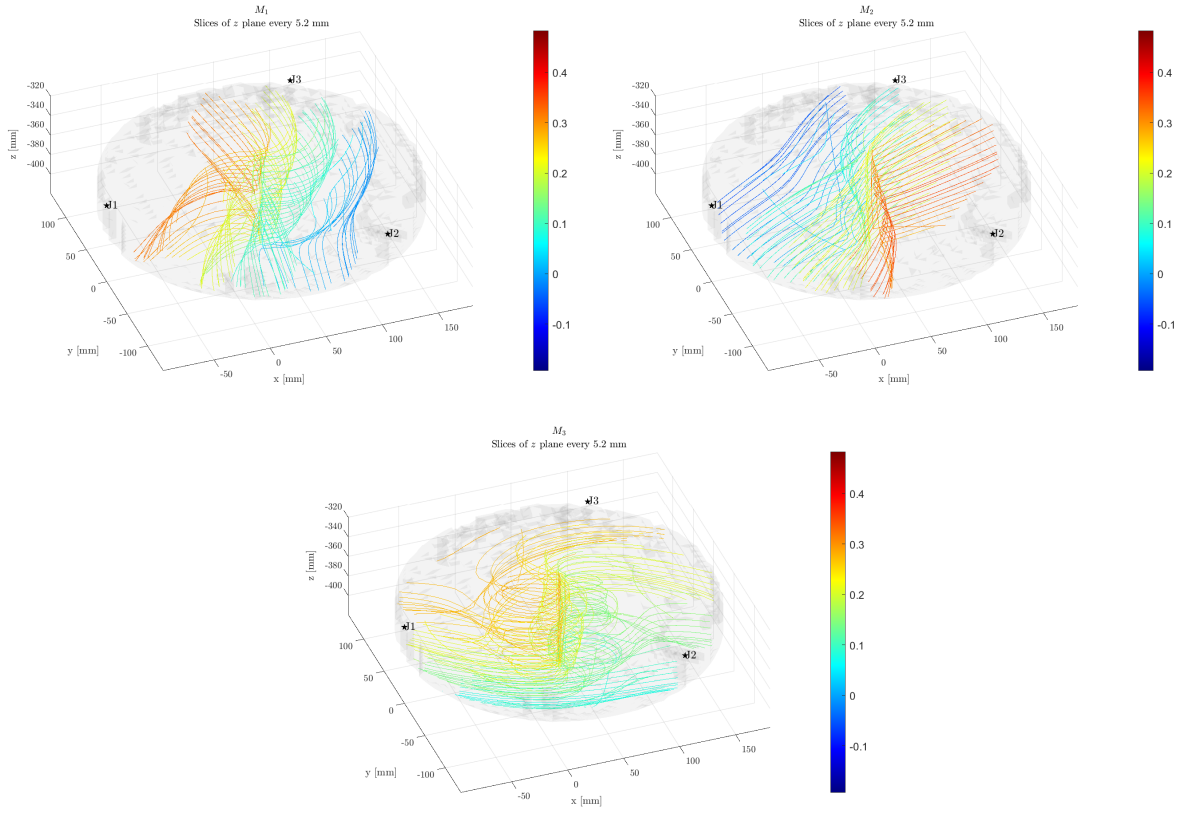 M1
Slices of z plane every 5.2 mm
-320
-340
-360
-380
-400
z [mm]
100
50
0
-50
-100
y [mm]
-50
0
50
100
150
x [mm]
J1
J2
J3
0.4
0.3
0.2
0.1
0
-0.1
M2
Slices of z plane every 5.2 mm
-320
-340
-360
-380
-400
z [mm]
100
50
0
-50
-100
y [mm]
-50
0
50
100
150
x [mm]
J1
J2
J3
0.4
0.3
0.2
0.1
0
-0.1
M3
Slices of z plane every 5.2 mm
-320
-340
-360
-380
-400
z [mm]
100
50
0
-50
-100
y [mm]
-50
0
50
100
150
x [mm]
J1
J2
J3
0.4
0.3
0.2
0.1
0
-0.1